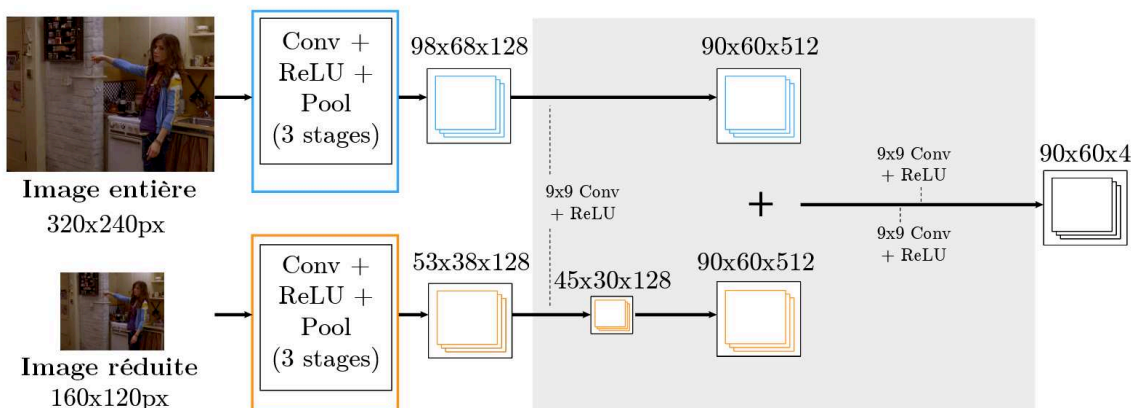 Conv +
ReLU +
Pool
(3 stages)
98x68x128
90x60x512
Image entière
320x240px
9x9 Conv
+ ReLU
+
9x9 Conv
+ ReLU
9x9 Conv
+ ReLU
90x60x4
Conv +
ReLU +
Pool
(3 stages)
53x38x128
45x30x128
90x60x512
Image réduite
160x120px